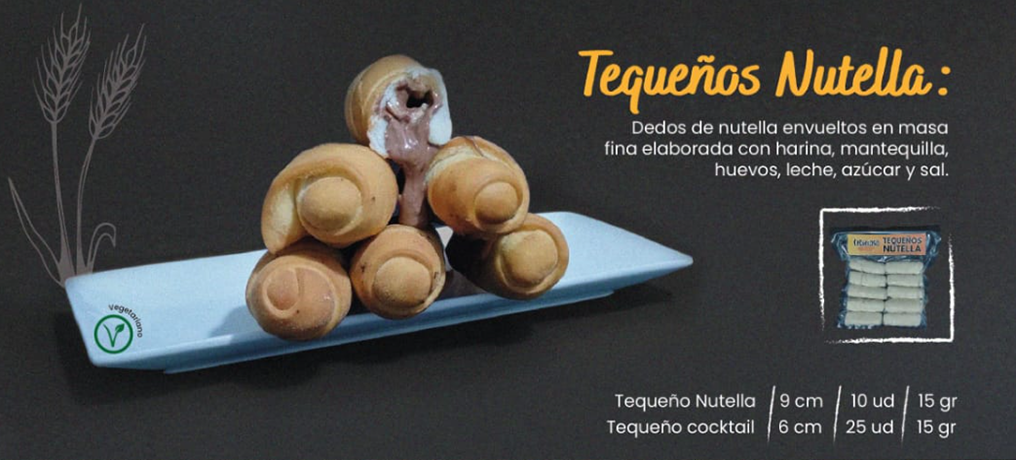 Tequeños Nutella:
Dedos de nutella envueltos en masa
fina elaborada con harina, mantequilla,
huevos, leche, azúcar y sal.
TEQUEÑOS
NUTELLA
Vegetariano
Tequeño Nutella 9 cm 10 ud 15 gr
Tequeño cocktail 6 cm 25 ud 15 gr